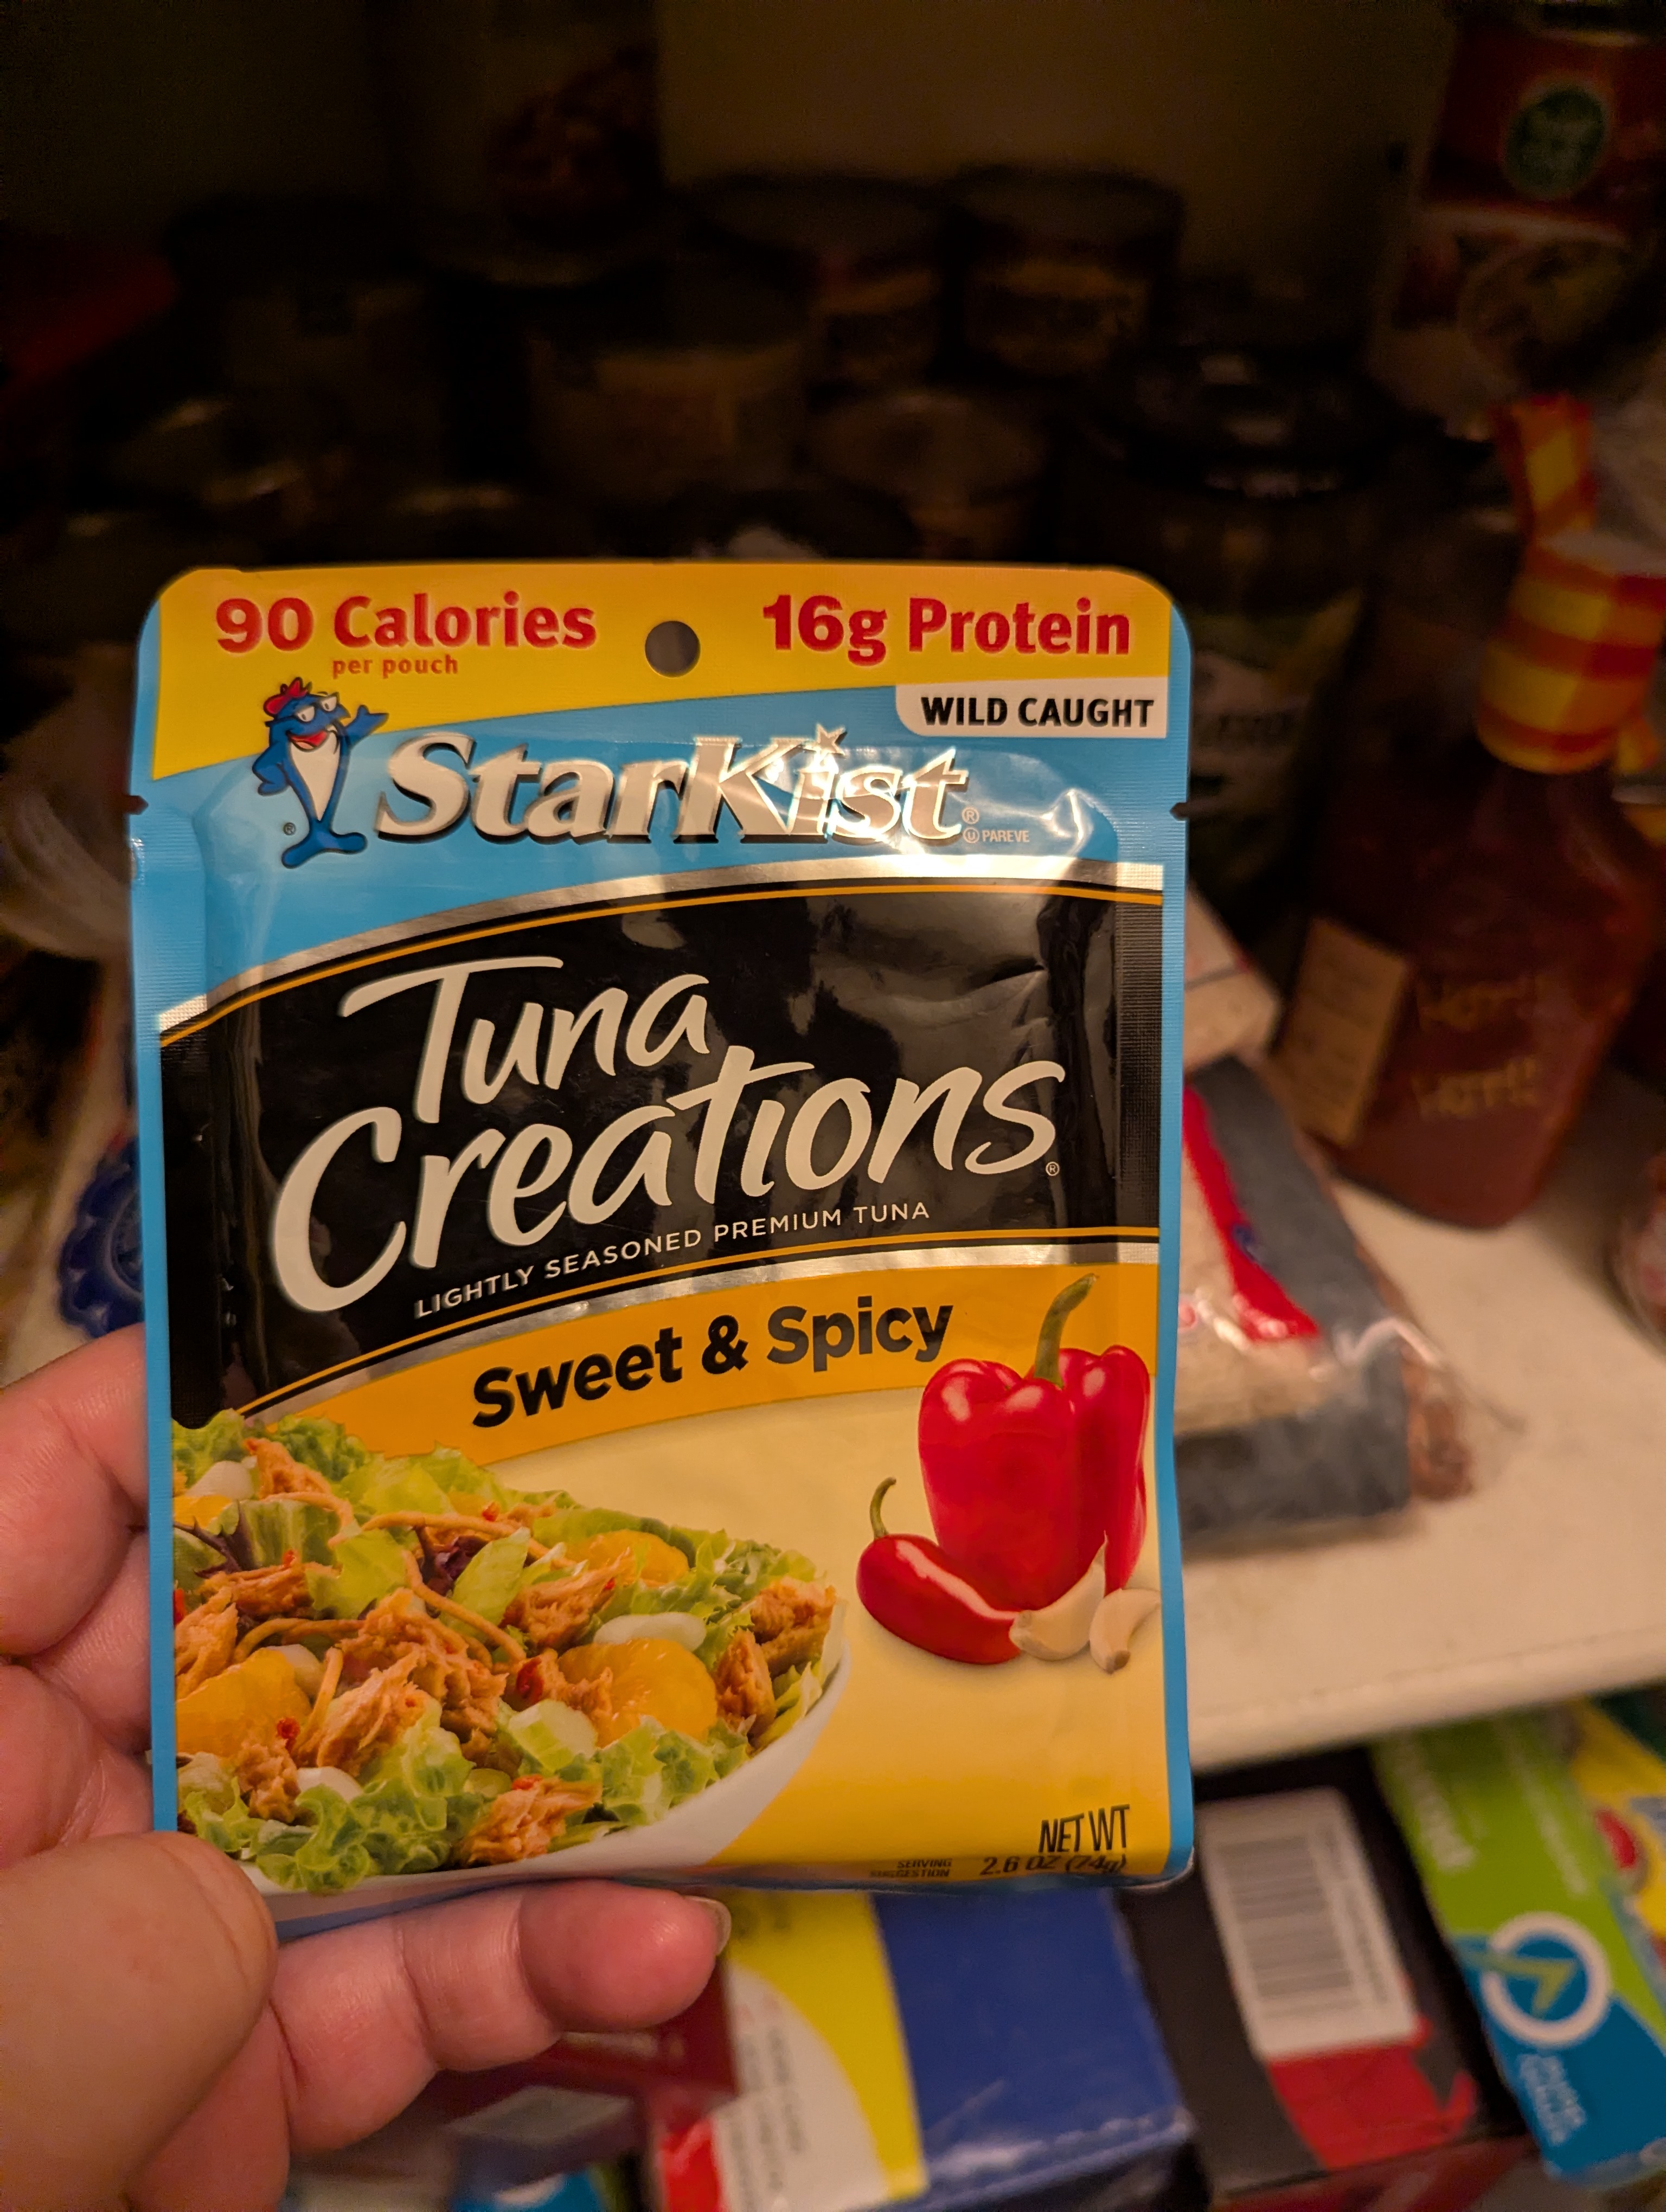 90 Calories
per pouch
16g Protein
WILD CAUGHT
StarKist®
® Ⓤ PAREVE
Tuna
Creations®
LIGHTLY SEASONED PREMIUM TUNA
Sweet & Spicy
NET WT
SERVING
SUGGESTION
2.6 OZ (74g)